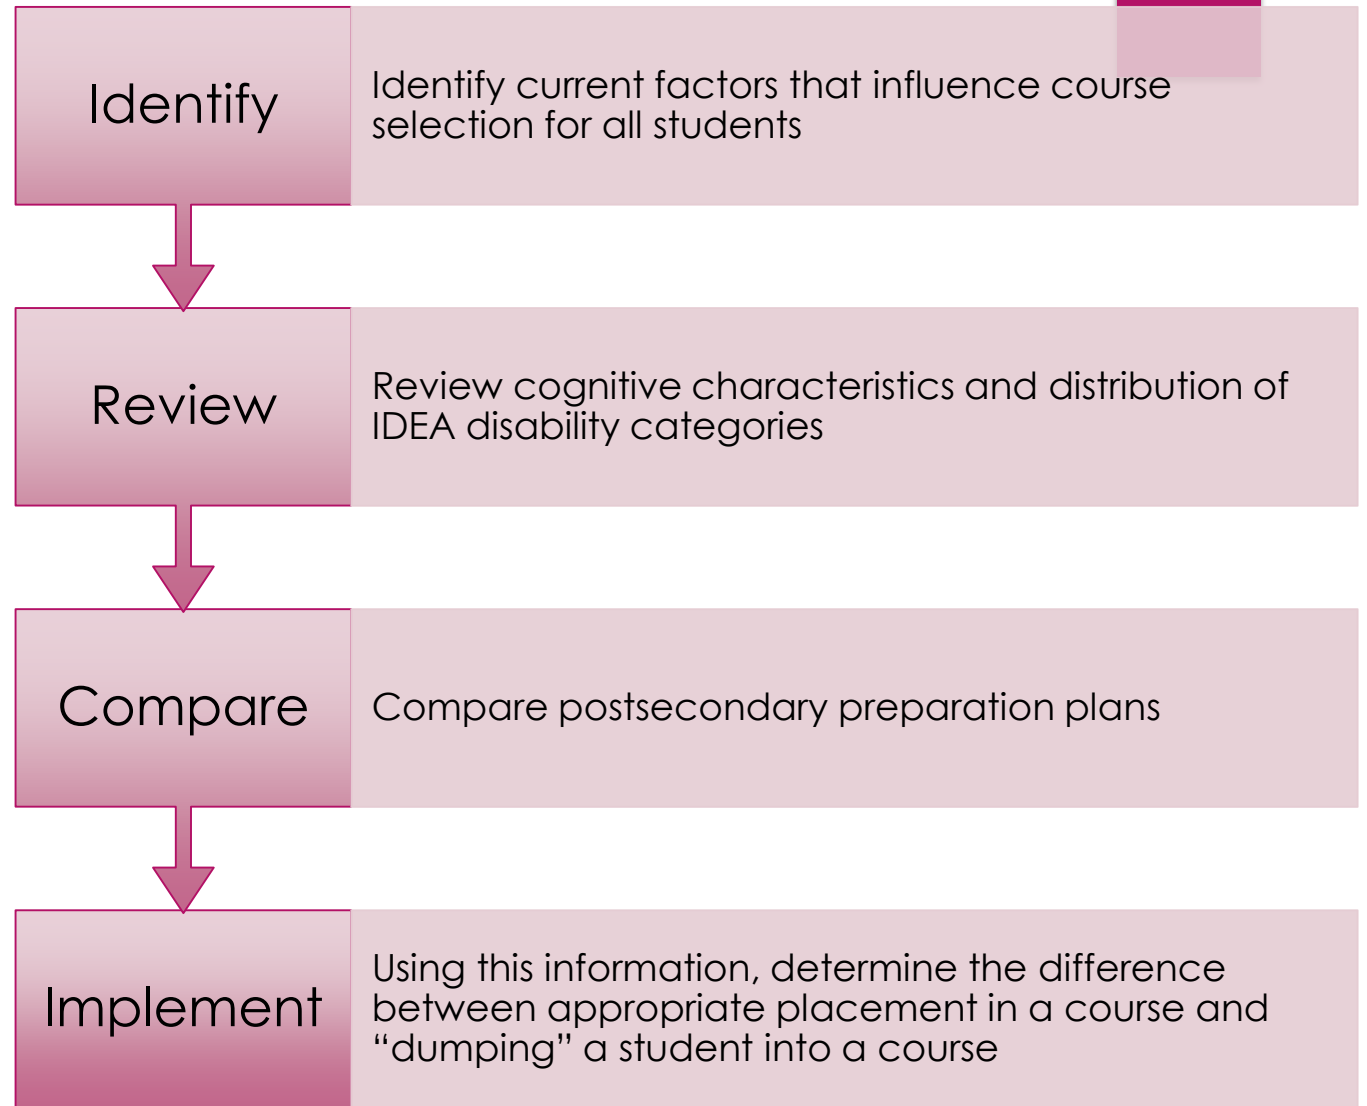 Identify
Identify current factors that influence course
selection for all students
Review
Review cognitive characteristics and distribution of
IDEA disability categories
Compare
Compare postsecondary preparation plans
Implement
Using this information, determine the difference
between appropriate placement in a course and
“dumping” a student into a course